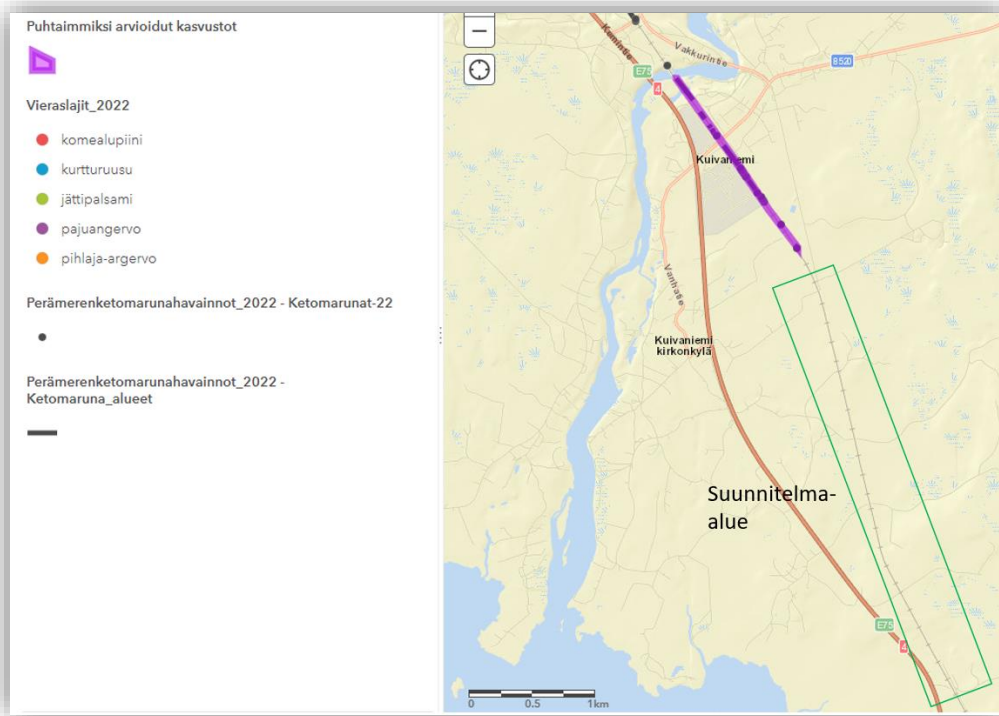 Puhtaimmiksi arvioidut kasvustot
Vieraslajit_2022
komealupiini
kurtturuusu
jättipalsami
pajuangervo
pihlaja-argervo
Perämerenketomarunahavainnot_2022 - Ketomarunat-22
Perämerenketomarunahavainnot_2022 -
Ketomaruna_alueet
Kemintie
Vakkurintie
8520
E75
4
Kuivaniemi
Vanhatie
Kuivaniemi
kirkonkylä
Suunnitelma-
alue
E75
4
0 0.5 1km